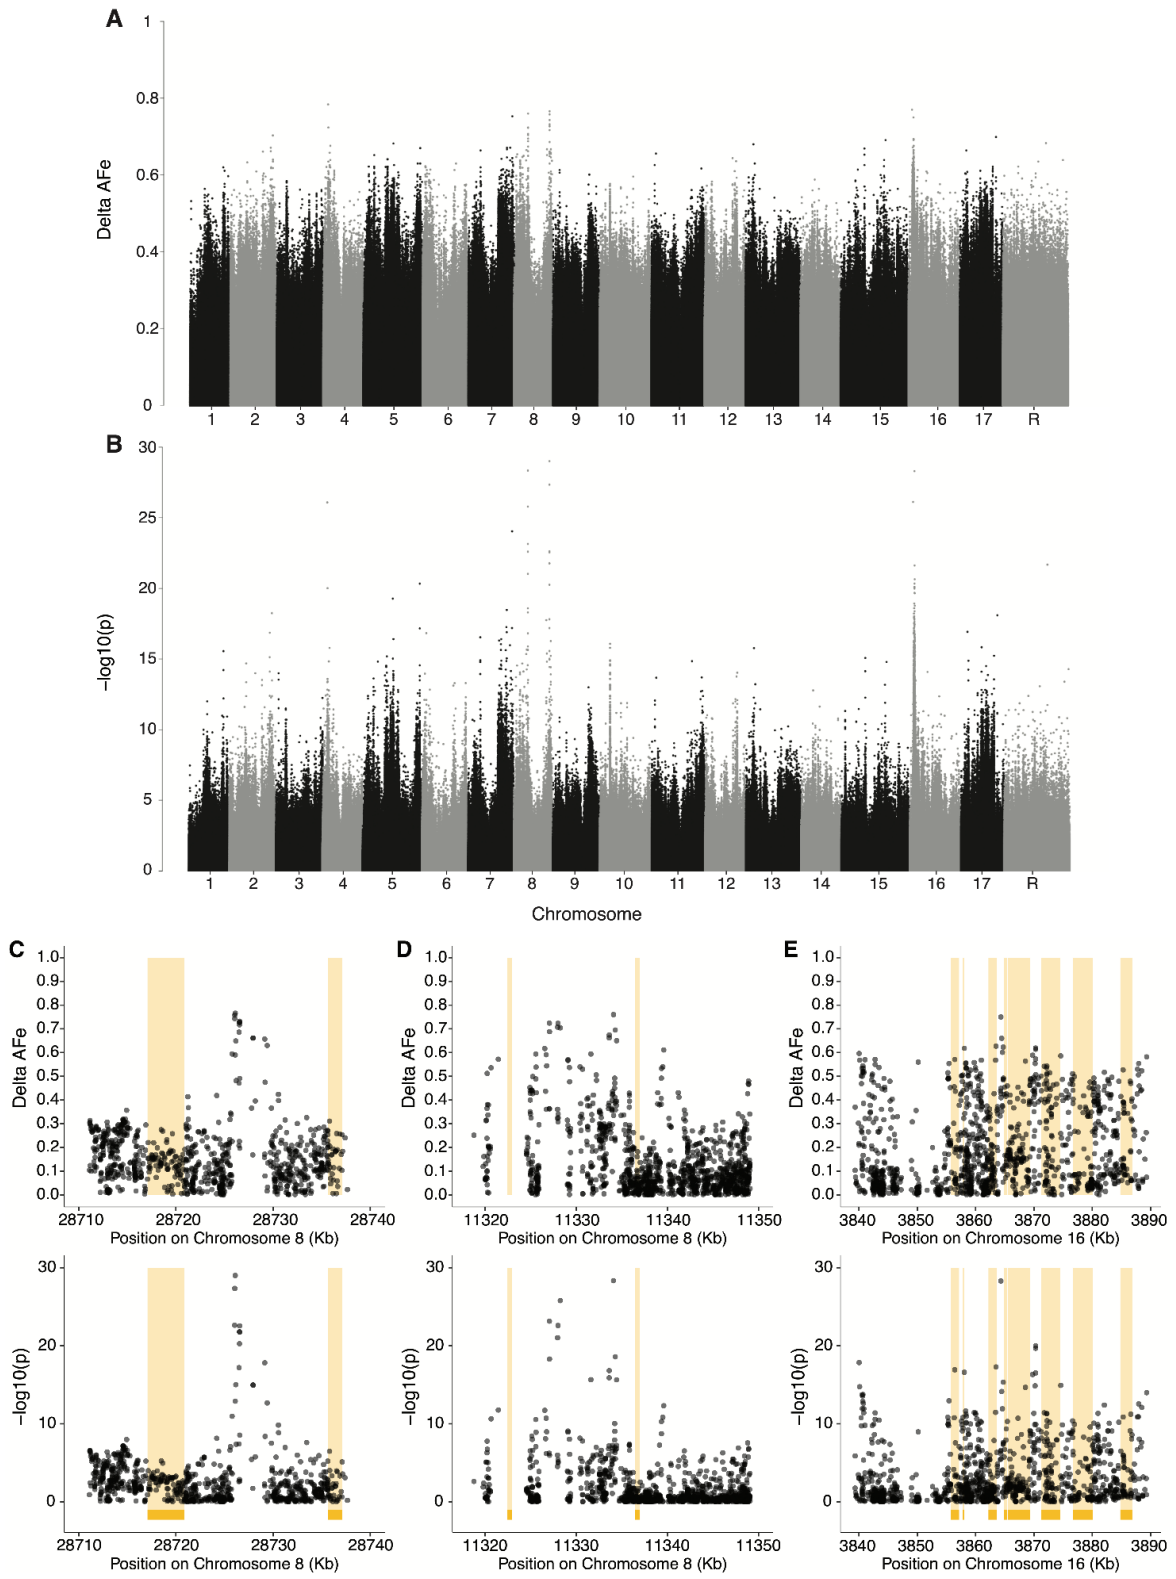 A
1
0.8
0.6
0.4
0.2
0
Delta AFe
1 2 3 4 5 6 7 8 9 10 11 12 13 14 15 16 17 R
B
30
25
20
15
10
5
0
−log10(p)
1 2 3 4 5 6 7 8 9 10 11 12 13 14 15 16 17 R
Chromosome
C
1.0
0.9
0.8
0.7
0.6
0.5
0.4
0.3
0.2
0.1
0.0
Delta AFe
28710 28720 28730 28740
Position on Chromosome 8 (Kb)
30
20
10
0
−log10(p)
28710 28720 28730 28740
Position on Chromosome 8 (Kb)
D
1.0
0.9
0.8
0.7
0.6
0.5
0.4
0.3
0.2
0.1
0.0
Delta AFe
11320 11330 11340 11350
Position on Chromosome 8 (Kb)
30
20
10
0
−log10(p)
11320 11330 11340 11350
Position on Chromosome 8 (Kb)
E
1.0
0.9
0.8
0.7
0.6
0.5
0.4
0.3
0.2
0.1
0.0
Delta AFe
3840 3850 3860 3870 3880 3890
Position on Chromosome 16 (Kb)
30
20
10
0
−log10(p)
3840 3850 3860 3870 3880 3890
Position on Chromosome 16 (Kb)